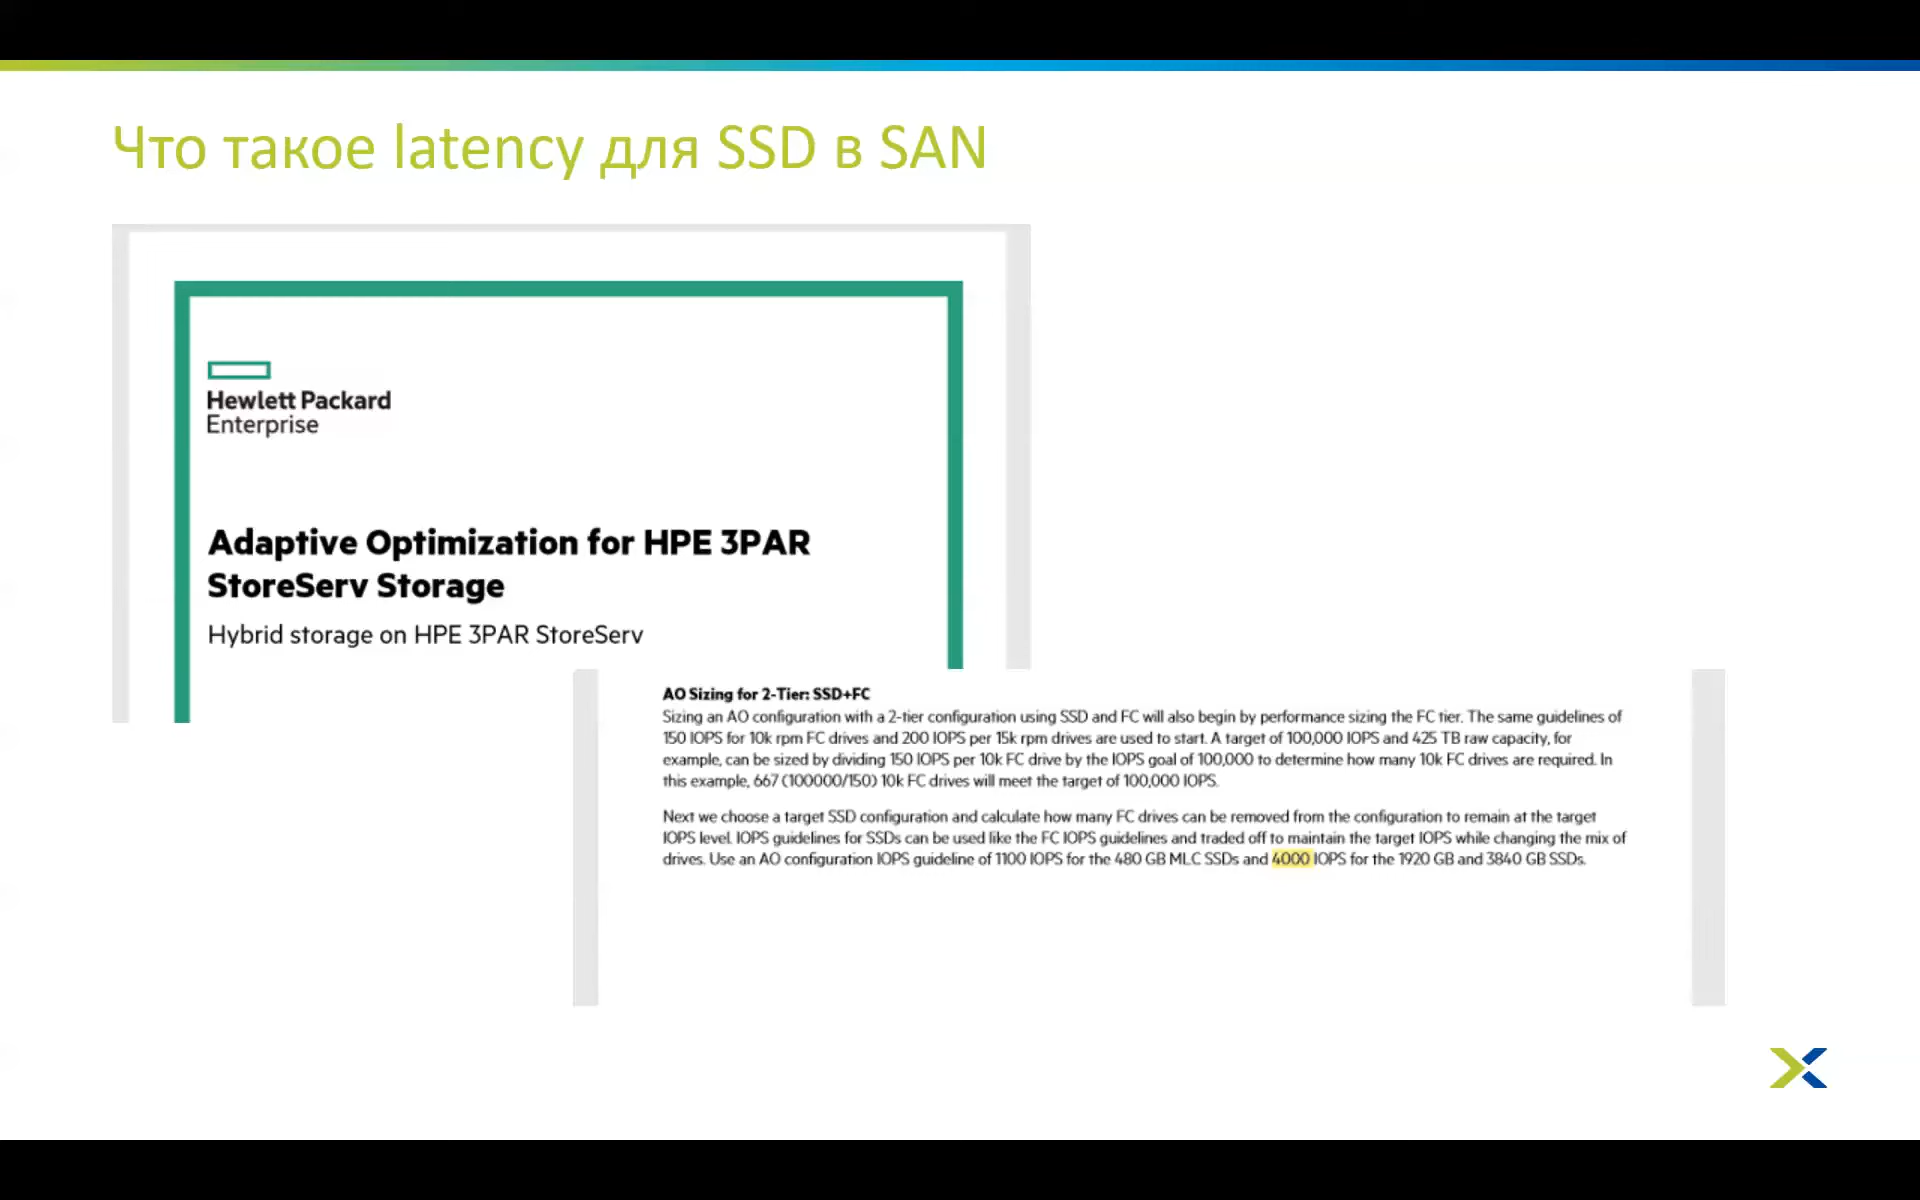 Что такое latency для SSD в SAN
Hewlett Packard
Enterprise
Adaptive Optimization for HPE 3PAR
StoreServ Storage
Hybrid storage on HPE 3PAR StoreServ
AO Sizing for 2-Tier: SSD+FC
Sizing an AO configuration with a 2-tier configuration using SSD and FC will also begin by performance sizing the FC tier. The same guidelines of
150 IOPS for 10k rpm FC drives and 200 IOPS per 15k rpm drives are used to start. A target of 100,000 IOPS and 425 TB raw capacity, for
example, can be sized by dividing 150 IOPS per 10k FC drive by the IOPS goal of 100,000 to determine how many 10k FC drives are required. In
this example, 667 (100000/150) 10k FC drives will meet the target of 100,000 IOPS.
Next we choose a target SSD configuration and calculate how many FC drives can be removed from the configuration to remain at the target
IOPS level. IOPS guidelines for SSDs can be used like the FC IOPS guidelines and traded off to maintain the target IOPS while changing the mix of
drives. Use an AO configuration IOPS guideline of 1100 IOPS for the 480 GB MLC SSDs and 4000 IOPS for the 1920 GB and 3840 GB SSDs.